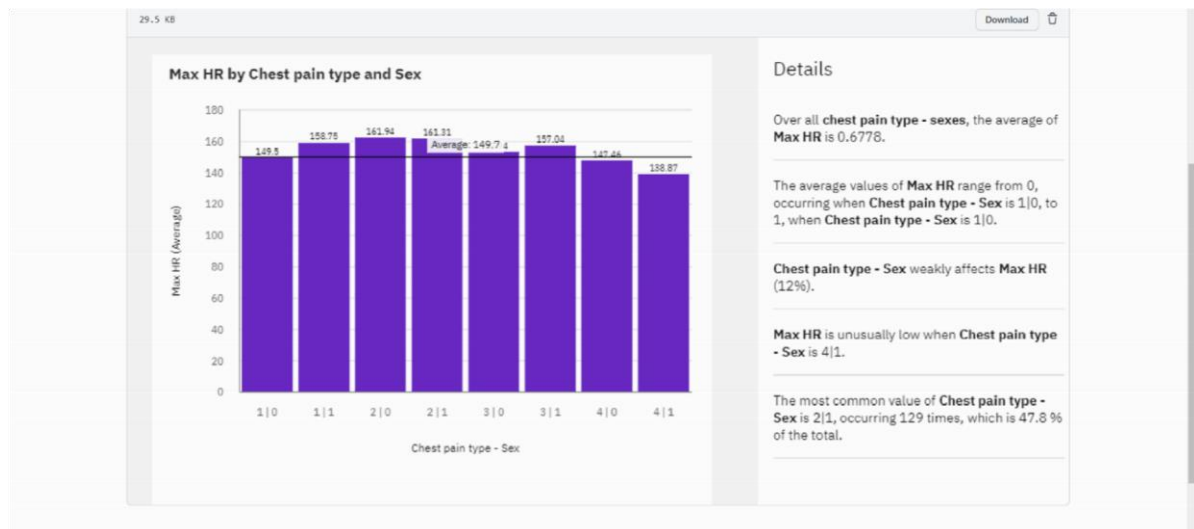 29.5 KB
Download
Max HR by Chest pain type and Sex
180
160
140
120
100
80
60
40
20
0
Max HR (Average)
149.5
158.75
161.94
161.31
Average: 149.7
4
157.04
147.46
138.87
1|0
1|1
2|0
2|1
3|0
3|1
4|0
4|1
Chest pain type - Sex
Details
Over all chest pain type - sexes, the average of
Max HR is 0.6778.
The average values of Max HR range from 0,
occurring when Chest pain type - Sex is 1|0, to
1, when Chest pain type - Sex is 1|0.
Chest pain type - Sex weakly affects Max HR
(12%).
Max HR is unusually low when Chest pain type
- Sex is 4|1.
The most common value of Chest pain type -
Sex is 2|1, occurring 129 times, which is 47.8 %
of the total.